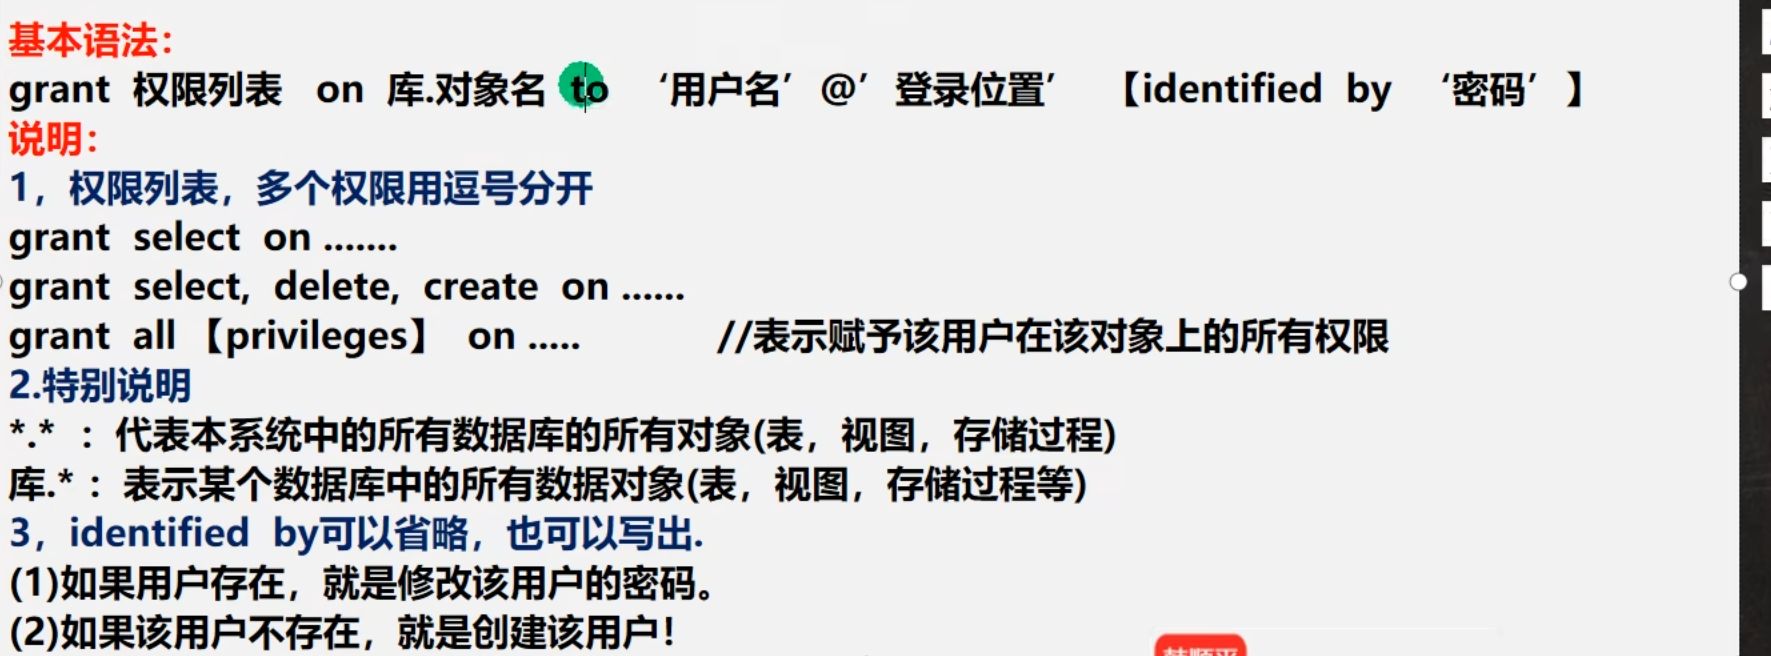 基本语法：
grant 权限列表 on 库.对象名 to ‘用户名’ @’ 登录位置’ 【identified by ‘密码’ 】
说明：
1，权限列表，多个权限用逗号分开
grant select on .......
grant select, delete, create on ......
grant all 【privileges】 on ..... //表示赋予该用户在该对象上的所有权限
2.特别说明
*.* ：代表本系统中的所有数据库的所有对象(表，视图，存储过程)
库.* ：表示某个数据库中的所有数据对象(表，视图，存储过程等)
3，identified by可以省略，也可以写出.
(1)如果用户存在，就是修改该用户的密码。
(2)如果该用户不存在，就是创建该用户！